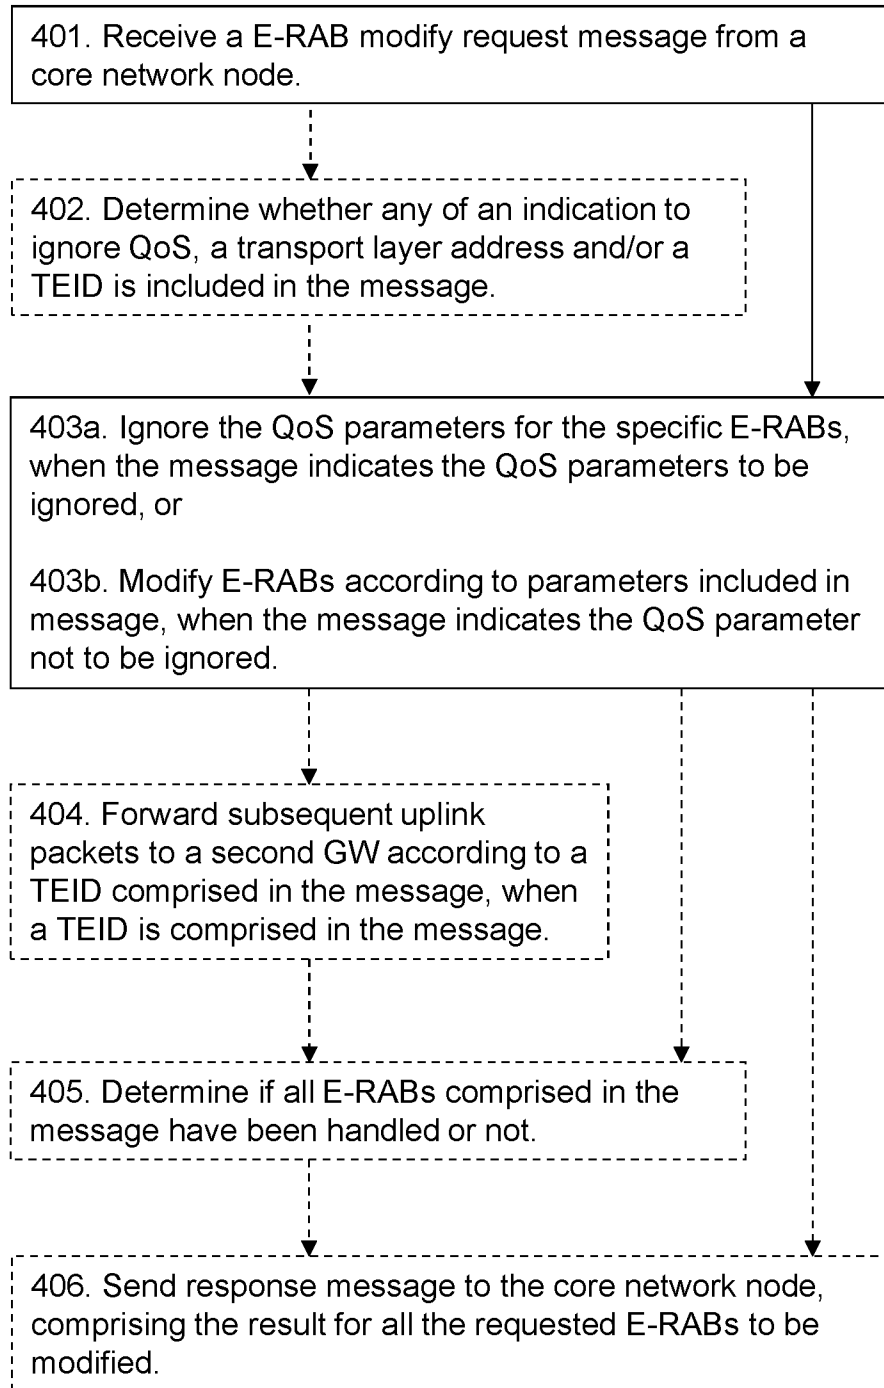 401. Receive a E-RAB modify request message from a
core network node.
402. Determine whether any of an indication to
ignore QoS, a transport layer address and/or a
TEID is included in the message.
403a. Ignore the QoS parameters for the specific E-RABs,
when the message indicates the QoS parameters to be
ignored, or
403b. Modify E-RABs according to parameters included in
message, when the message indicates the QoS parameter
not to be ignored.
404. Forward subsequent uplink
packets to a second GW according to a
TEID comprised in the message, when
a TEID is comprised in the message.
405. Determine if all E-RABs comprised in the
message have been handled or not.
406. Send response message to the core network node,
comprising the result for all the requested E-RABs to be
modified.